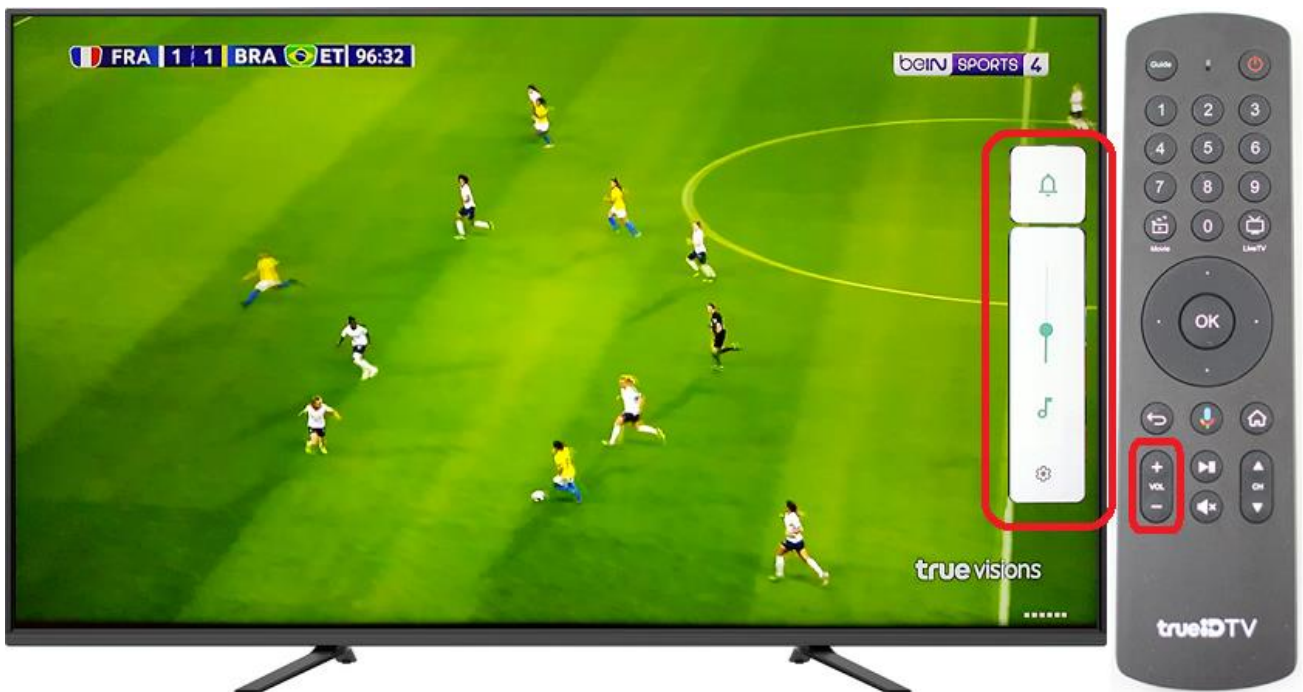 FRA 1 1 BRA ET 96:32
beIN SPORTS 4
true visions
Guide
1 2 3
4 5 6
7 8 9
0
Movie LiveTV
OK
+
VOL CH
-
trueIDTV